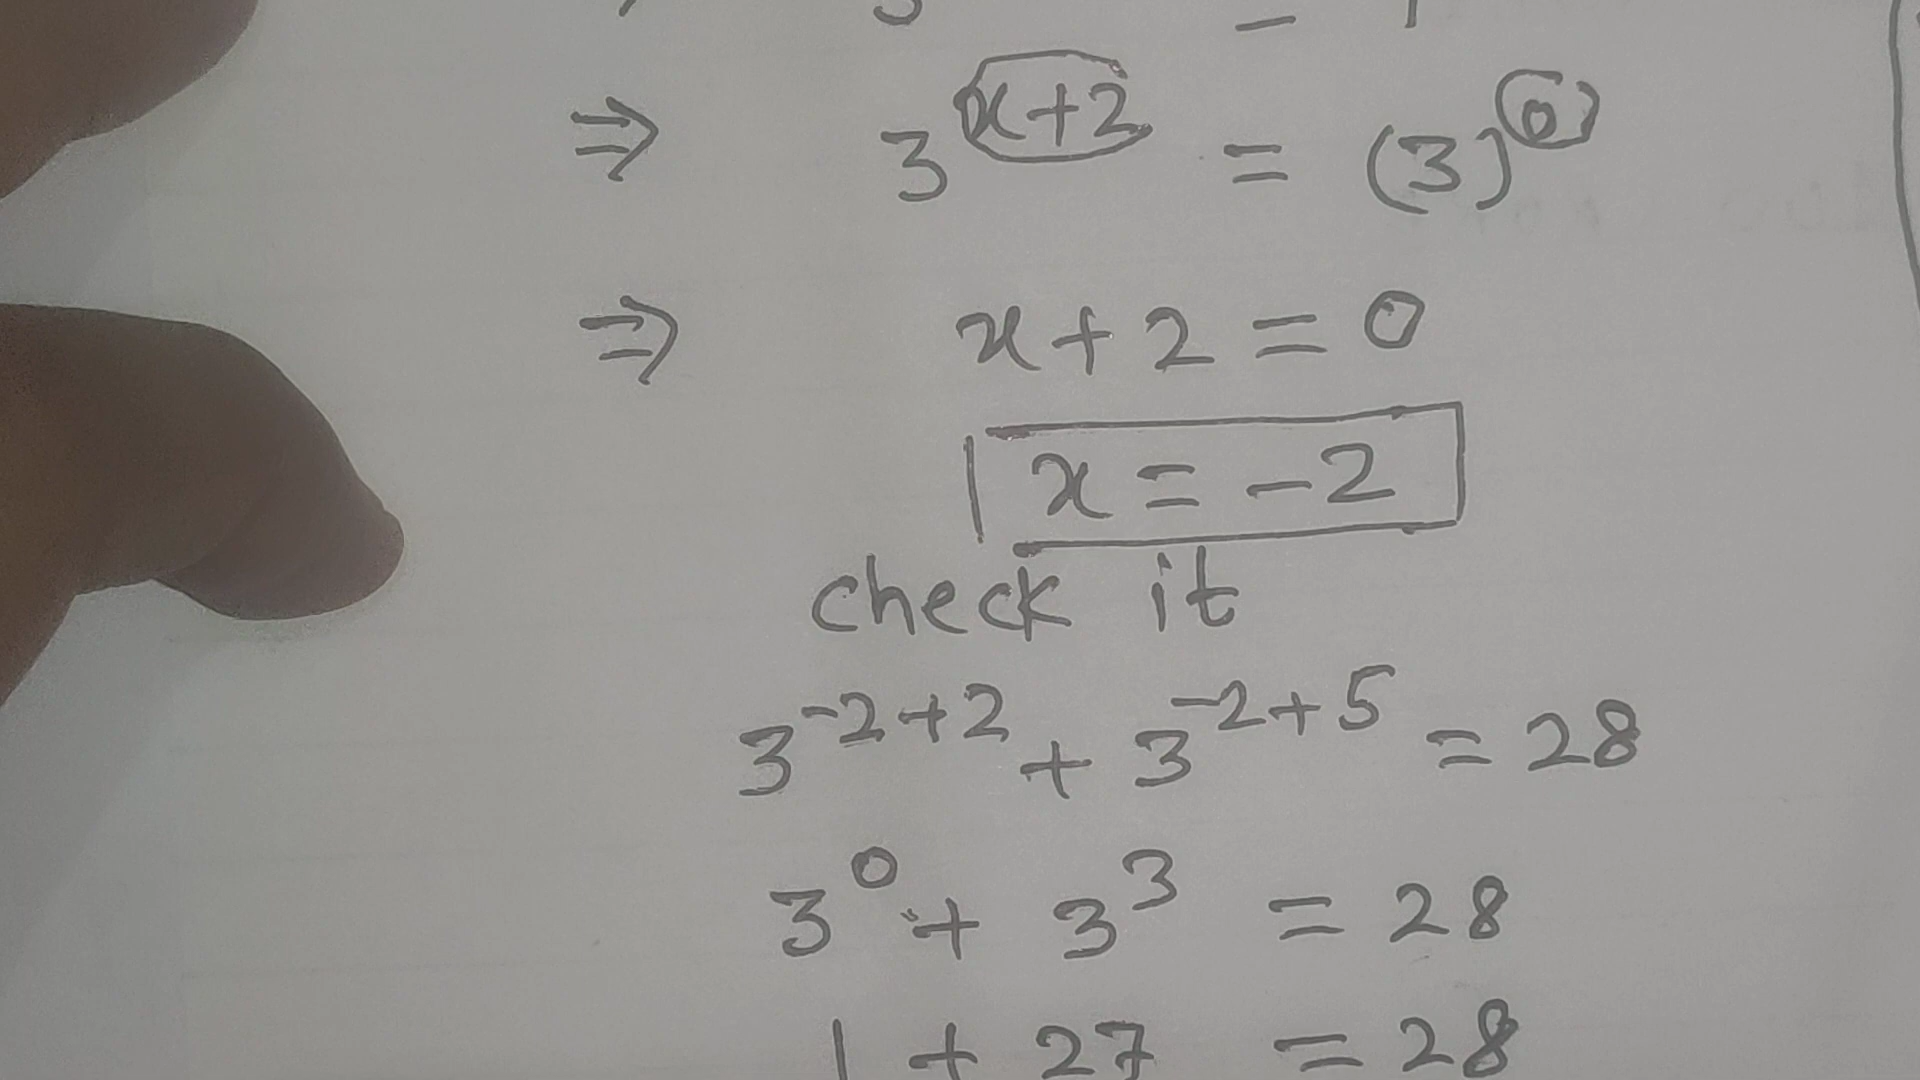 ⇒ 3^(x+2) = (3)^0
⇒ x+2=0
x=-2
check it
3^(-2+2) + 3^(-2+5) = 28
3^0 + 3^3 = 28
1 + 27 = 28